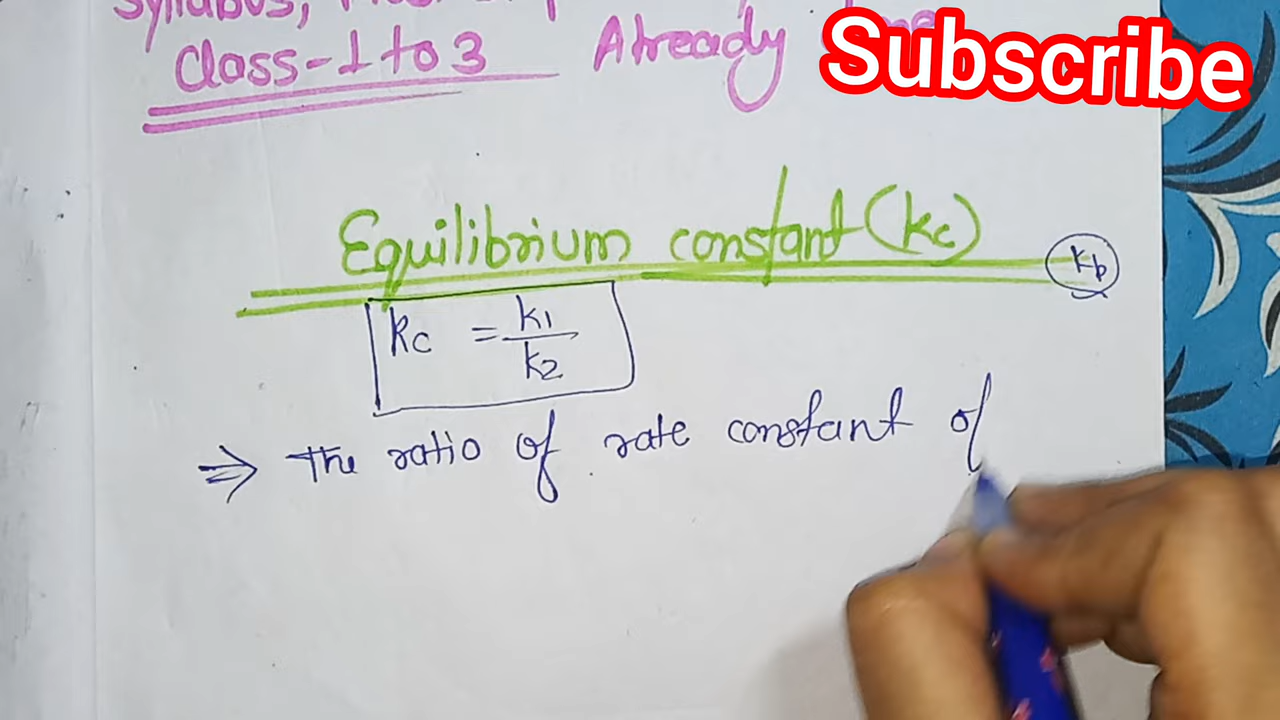 Syllabus,
Class-1 to 3 Already
Subscribe
Equilibrium constant (kc)
kp
kc = k1/k2
⇒ The ratio of rate constant of